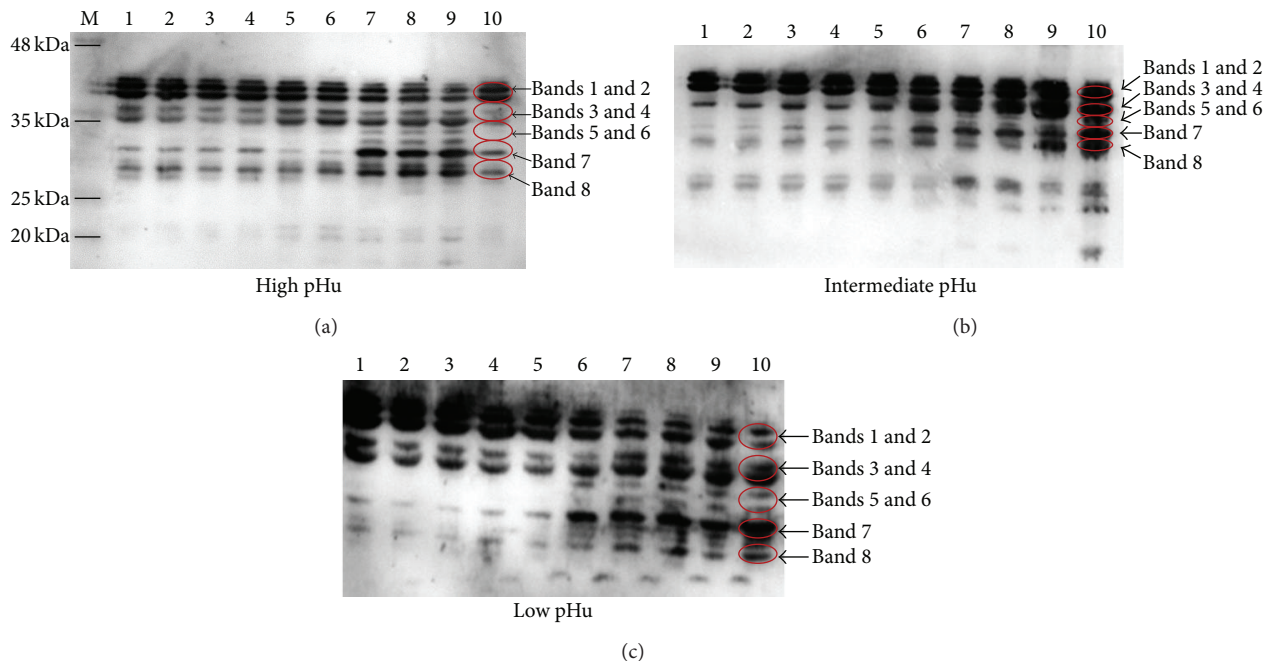 M 1 2 3 4 5 6 7 8 9 10
48 kDa
35 kDa
25 kDa
20 kDa
Bands 1 and 2
Bands 3 and 4
Bands 5 and 6
Band 7
Band 8
High pHu
(a)
1 2 3 4 5 6 7 8 9 10
Bands 1 and 2
Bands 3 and 4
Bands 5 and 6
Band 7
Band 8
Intermediate pHu
(b)
1 2 3 4 5 6 7 8 9 10
Bands 1 and 2
Bands 3 and 4
Bands 5 and 6
Band 7
Band 8
Low pHu
(c)